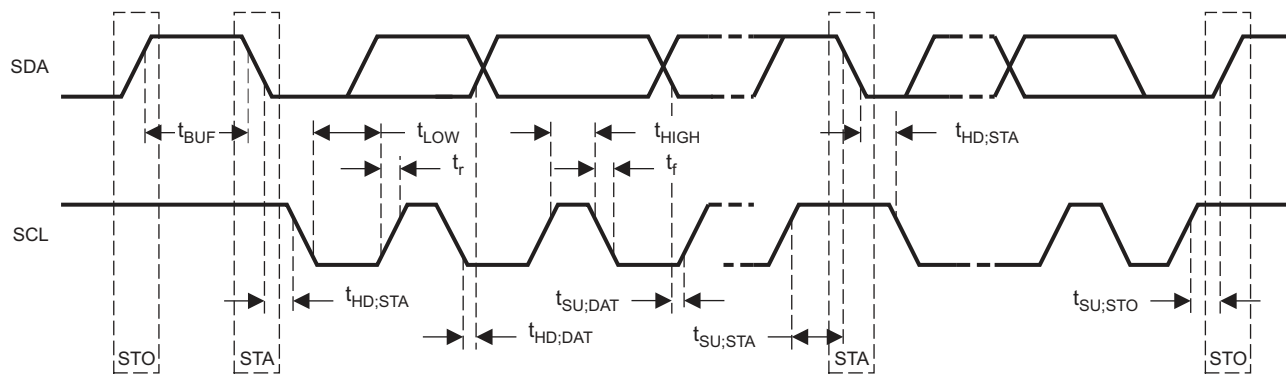 SDA
tBUF
tLOW
tHIGH
tHD;STA
tr
tf
SCL
tHD;STA
tSU;DAT
tSU;STO
tHD;DAT
tSU;STA
STO
STA
STA
STO